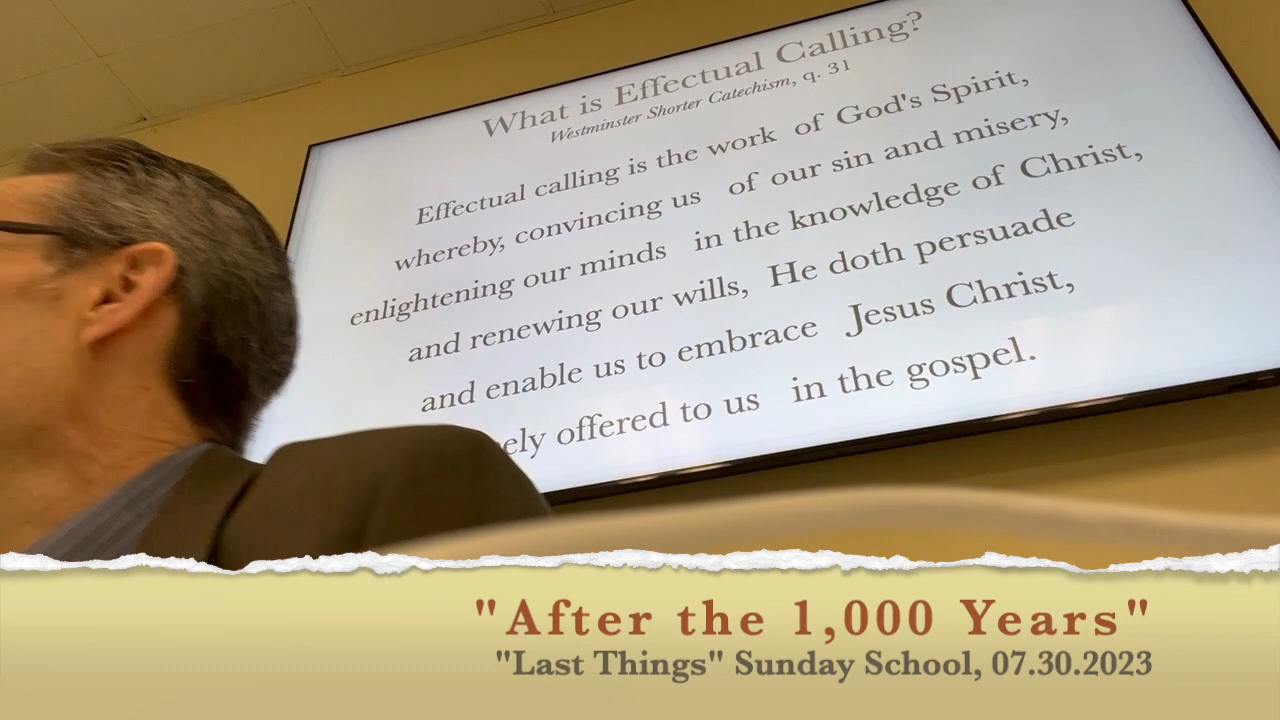 What is Effectual Calling?
Westminster Shorter Catechism, q. 31
Effectual calling is the work of God's Spirit,
whereby, convincing us of our sin and misery,
enlightening our minds in the knowledge of Christ,
and renewing our wills, He doth persuade
and enable us to embrace Jesus Christ,
offered to us in the gospel.
"After the 1,000 Years"
"Last Things" Sunday School, 07.30.2023